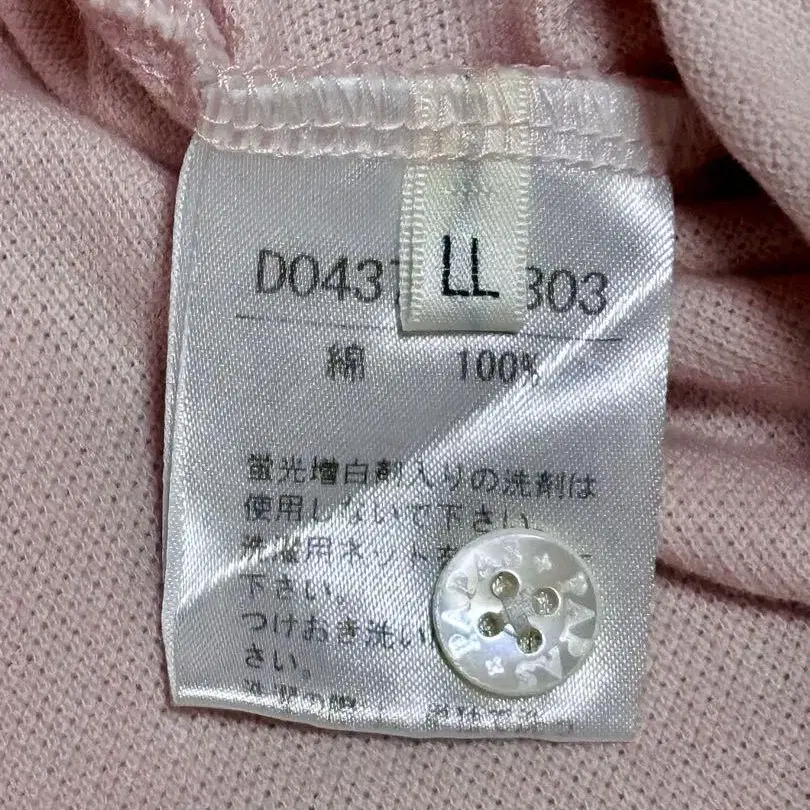 LL
D0437 303
綿 100%
蛍光増白剤入りの洗剤は
使用しないで下さい。
洗濯用ネットを
下さい。
つけおき洗い
さい。